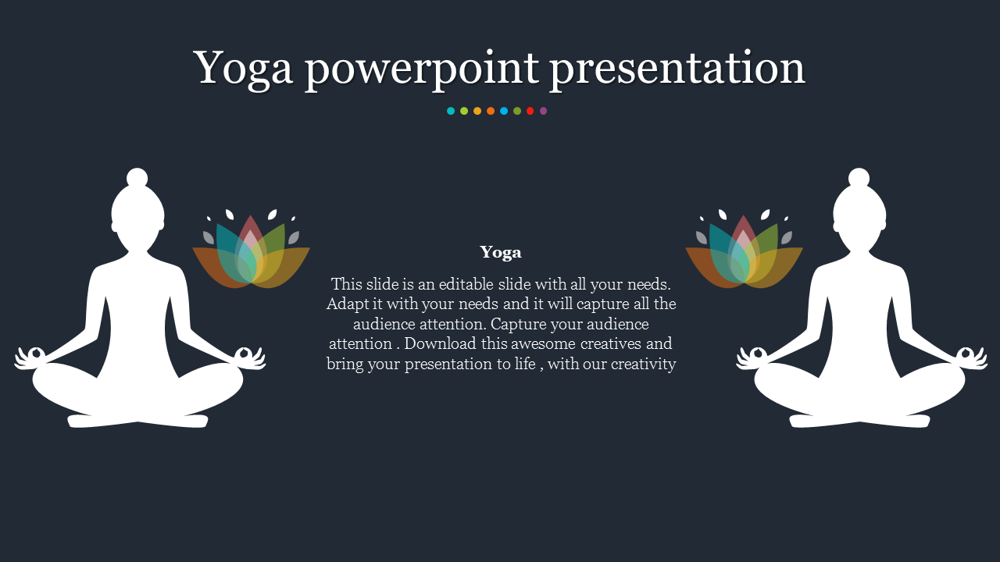 Yoga powerpoint presentation
Yoga
This slide is an editable slide with all your needs.
Adapt it with your needs and it will capture all the
audience attention. Capture your audience
attention . Download this awesome creatives and
bring your presentation to life , with our creativity